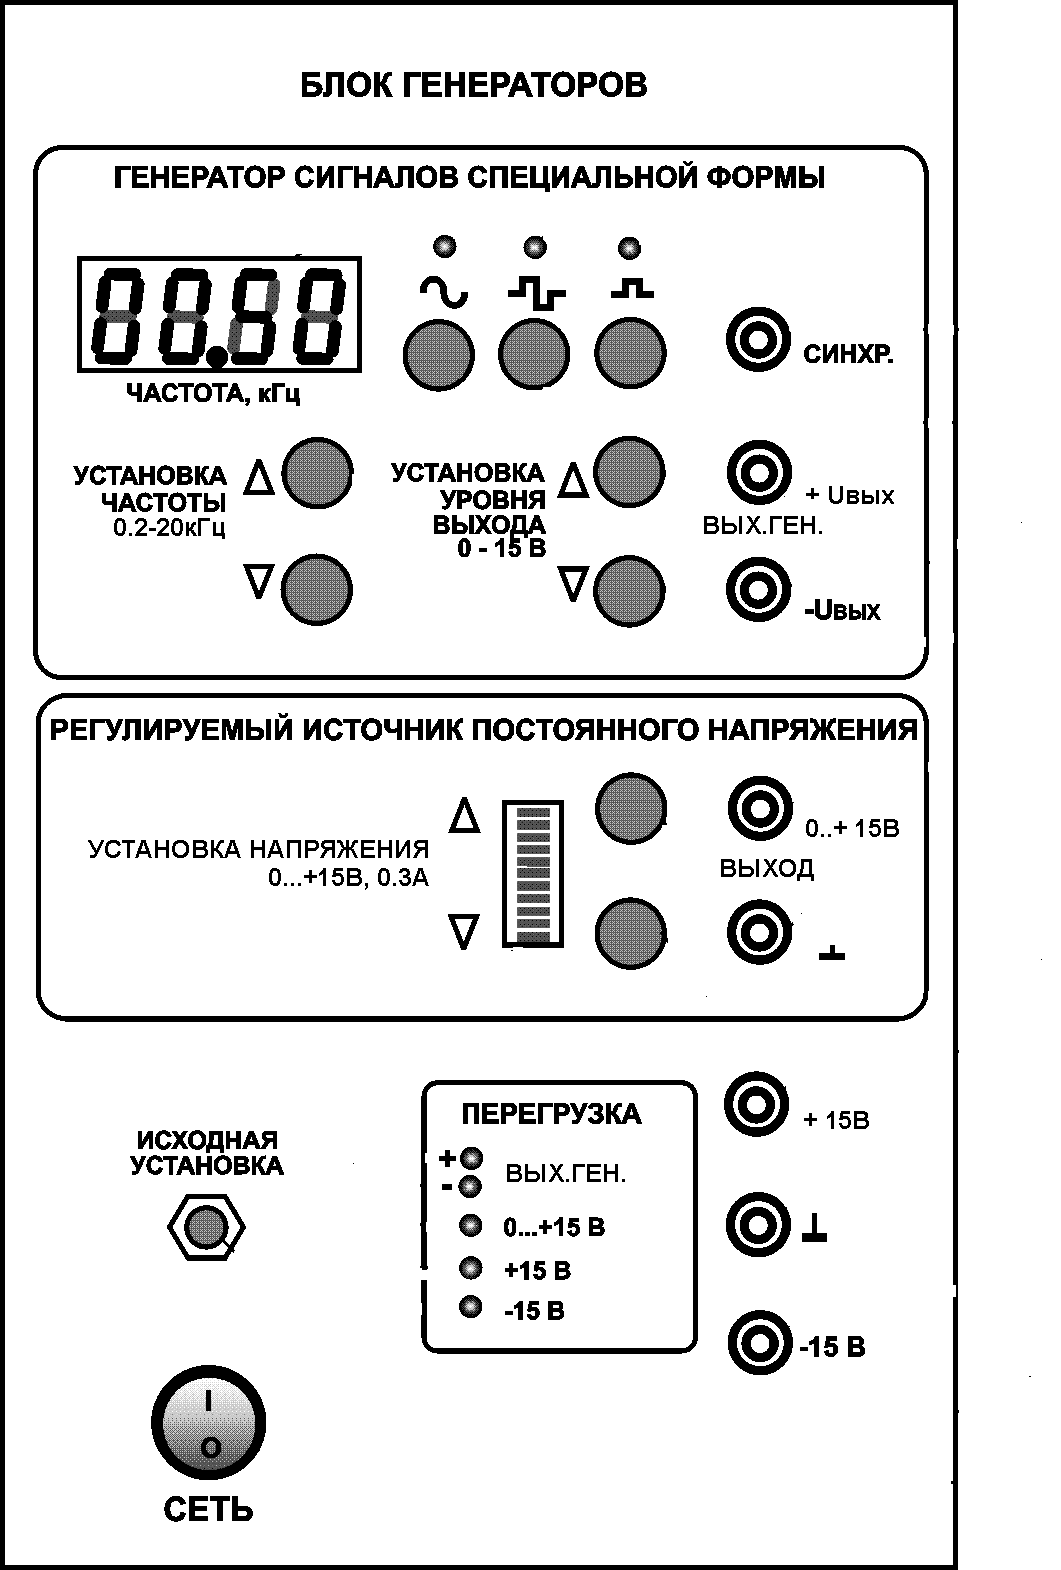 БЛОК ГЕНЕРАТОРОВ
ГЕНЕРАТОР СИГНАЛОВ СПЕЦИАЛЬНОЙ ФОРМЫ
00.50
ЧАСТОТА, кГц
СИНХР.
УСТАНОВКА
ЧАСТОТЫ
0.2-20кГц
УСТАНОВКА
УРОВНЯ
ВЫХОДА
0 - 15 В
+ Uвых
ВЫХ.ГЕН.
-Uвых
РЕГУЛИРУЕМЫЙ ИСТОЧНИК ПОСТОЯННОГО НАПРЯЖЕНИЯ
УСТАНОВКА НАПРЯЖЕНИЯ
0...+15В, 0.3А
0..+ 15В
ВЫХОД
ИСХОДНАЯ
УСТАНОВКА
ПЕРЕГРУЗКА
+
-
ВЫХ.ГЕН.
0...+15 В
+15 В
-15 В
+ 15В
-15 В
I
O
СЕТЬ